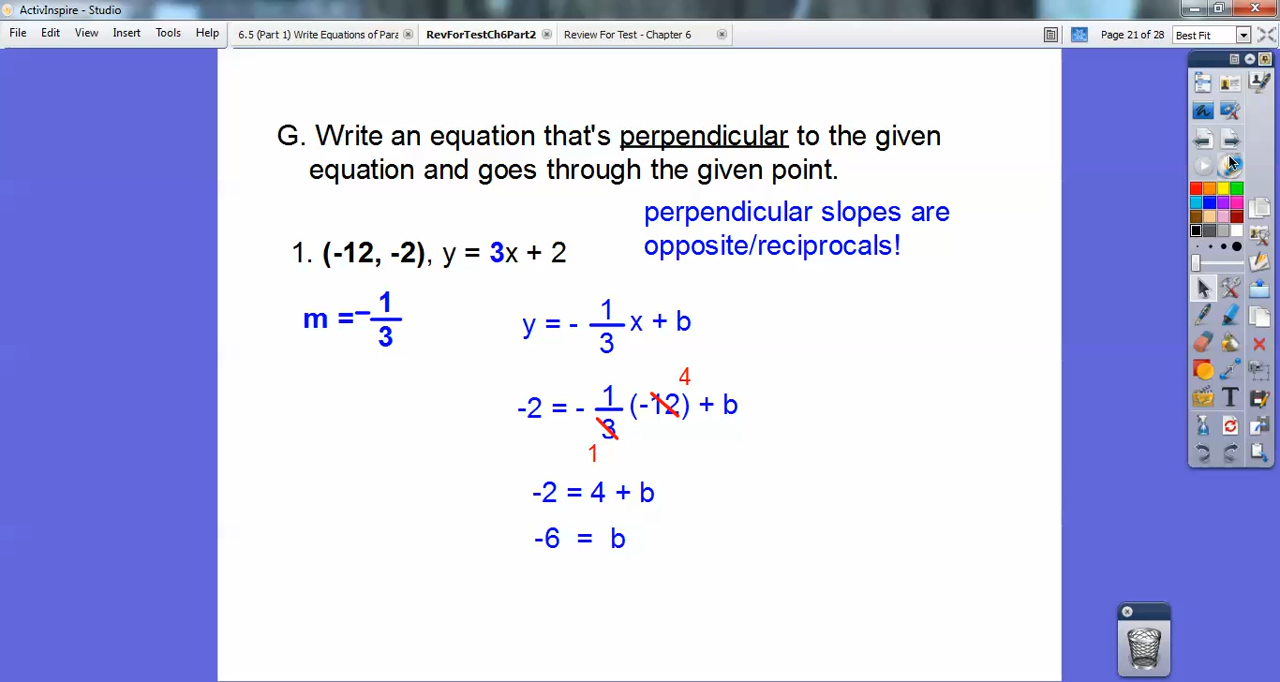 ActivInspire - Studio
File Edit View Insert Tools Help
6.5 (Part 1) Write Equations of Para
RevForTestCh6Part2
Review For Test - Chapter 6
Page 21 of 28
Best Fit
G. Write an equation that's perpendicular to the given
equation and goes through the given point.
perpendicular slopes are
opposite/reciprocals!
1. (-12, -2), y = 3x + 2
m = -1/3
y = - 1/3 x + b
4
-2 = - 1/3 (-12) + b
1
-2 = 4 + b
-6 = b